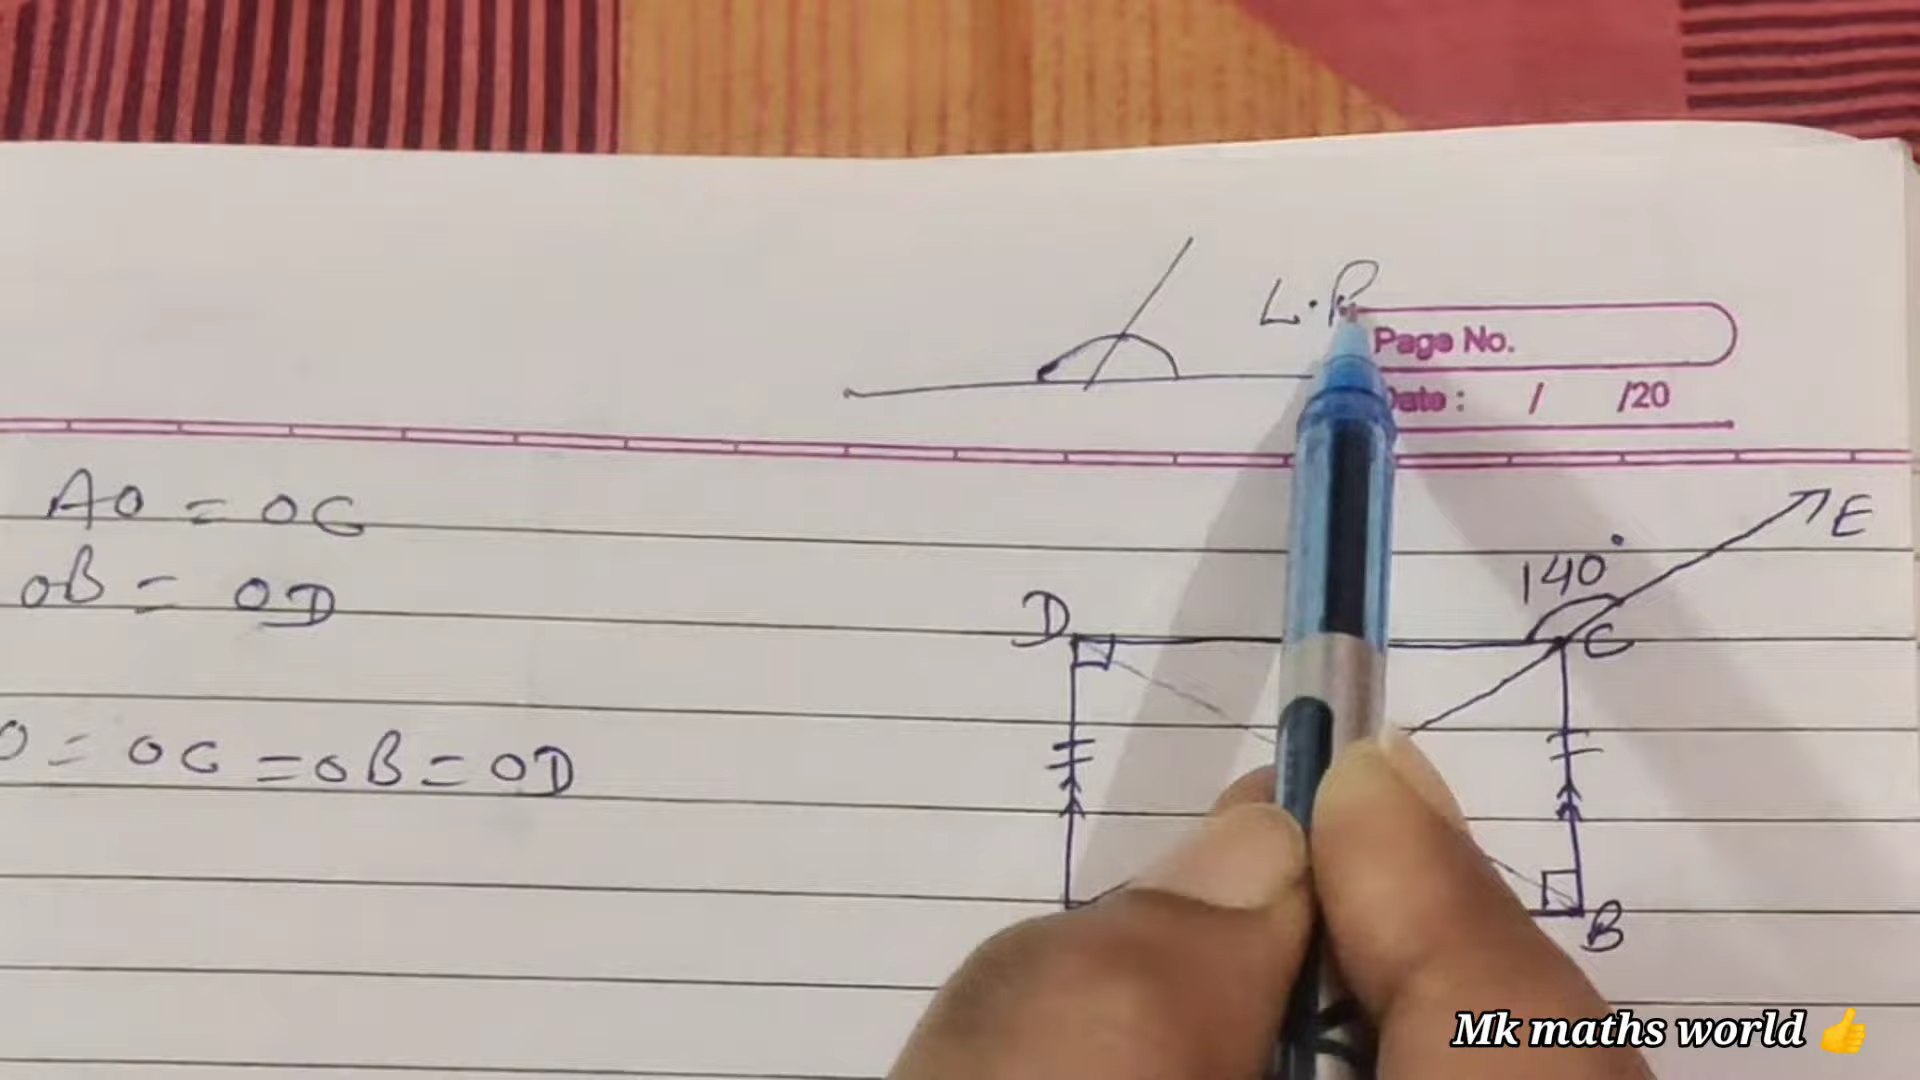 L.P
Page No.
Date : / /20
AO = OC
OB = OD
O = OC = OB = OD
E
140°
D
C
B
Mk maths world 👍